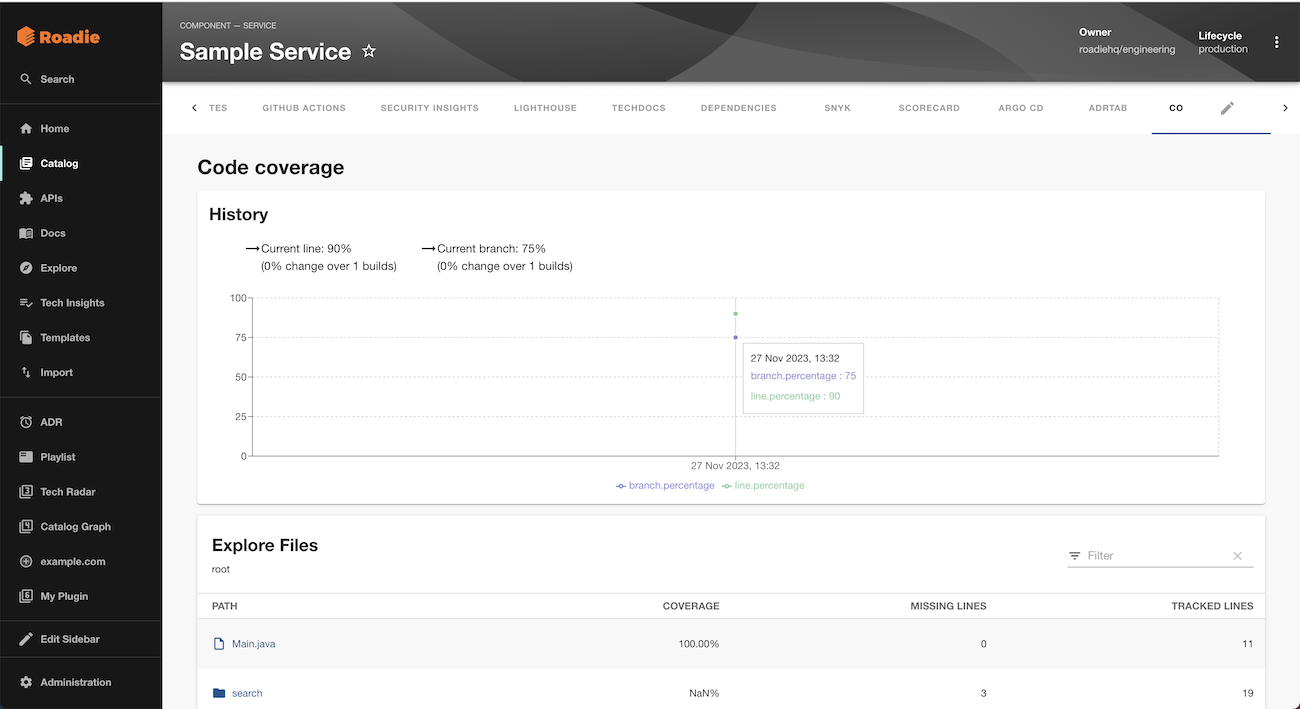 Roadie
Search
Home
Catalog
APIs
Docs
Explore
Tech Insights
Templates
Import
ADR
Playlist
3 Tech Radar
4 Catalog Graph
example.com
6 My Plugin
Edit Sidebar
Administration
COMPONENT — SERVICE
Sample Service
Owner
roadiehq/engineering
Lifecycle
production
TES GITHUB ACTIONS SECURITY INSIGHTS LIGHTHOUSE TECHDOCS DEPENDENCIES SNYK SCORECARD ARGO CD ADRTAB CO
Code coverage
History
Current line: 90%
(0% change over 1 builds)
Current branch: 75%
(0% change over 1 builds)
100
75
50
25
0
27 Nov 2023, 13:32
branch.percentage : 75
line.percentage : 90
27 Nov 2023, 13:32
branch.percentage line.percentage
Explore Files
root
Filter
PATH COVERAGE MISSING LINES TRACKED LINES
Main.java 100.00% 0 11
search NaN% 3 19